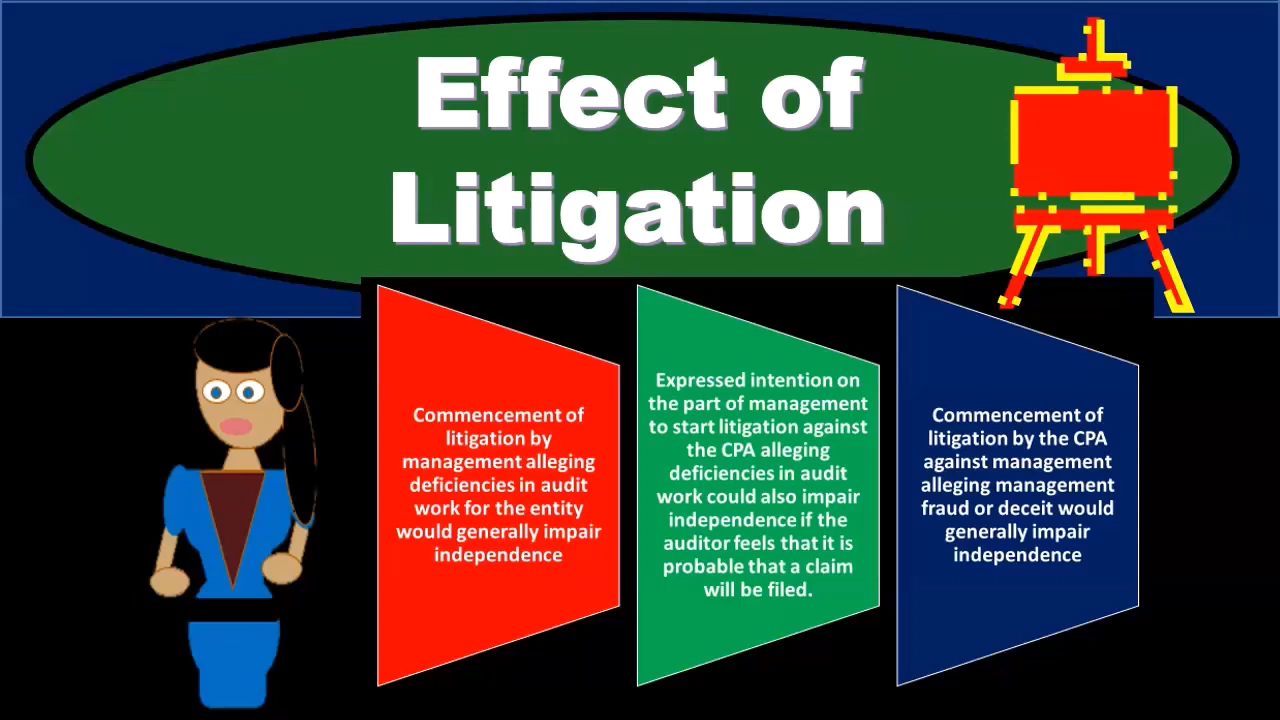 Effect of
Litigation
Commencement of
litigation by
management alleging
deficiencies in audit
work for the entity
would generally impair
independence
Expressed intention on
the part of management
to start litigation against
the CPA alleging
deficiencies in audit
work could also impair
independence if the
auditor feels that it is
probable that a claim
will be filed.
Commencement of
litigation by the CPA
against management
alleging management
fraud or deceit would
generally impair
independence